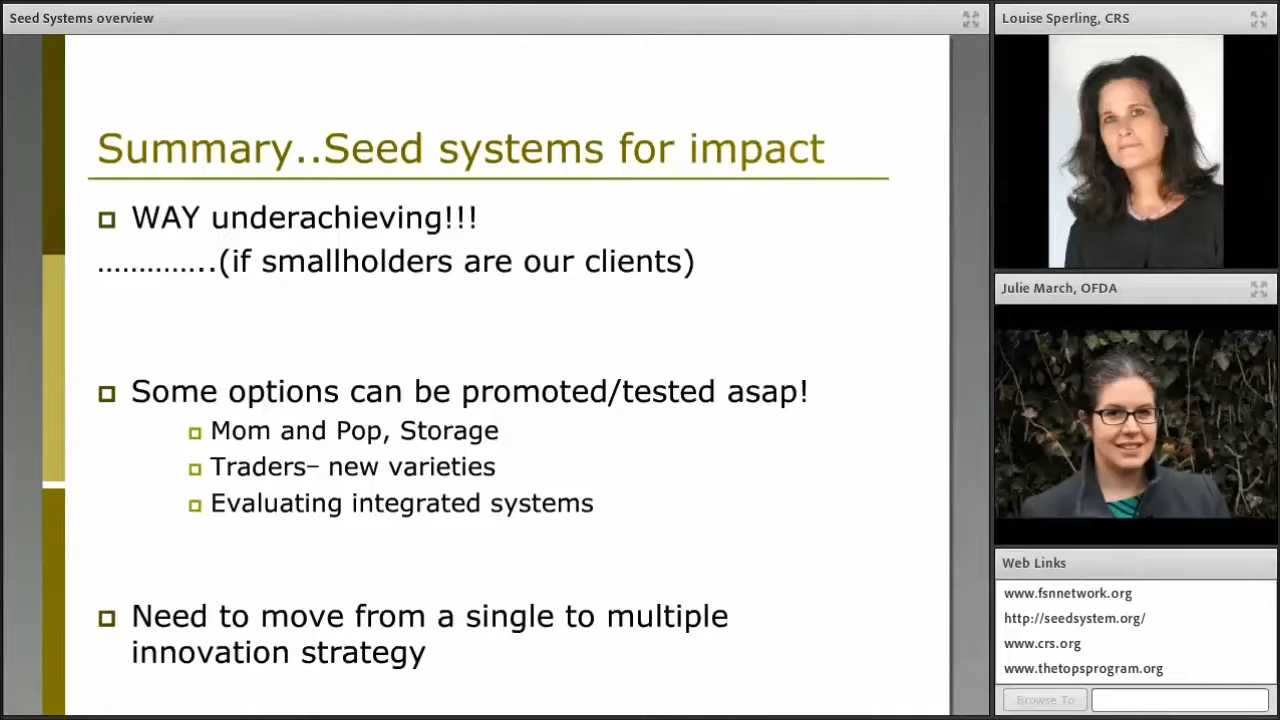 Seed Systems overview
Summary..Seed systems for impact
WAY underachieving!!!
…………..(if smallholders are our clients)
Some options can be promoted/tested asap!
Mom and Pop, Storage
Traders– new varieties
Evaluating integrated systems
Need to move from a single to multiple
innovation strategy
Louise Sperling, CRS
Julie March, OFDA
Web Links
www.fsnnetwork.org
http://seedsystem.org/
www.crs.org
www.thetopsprogram.org
Browse To